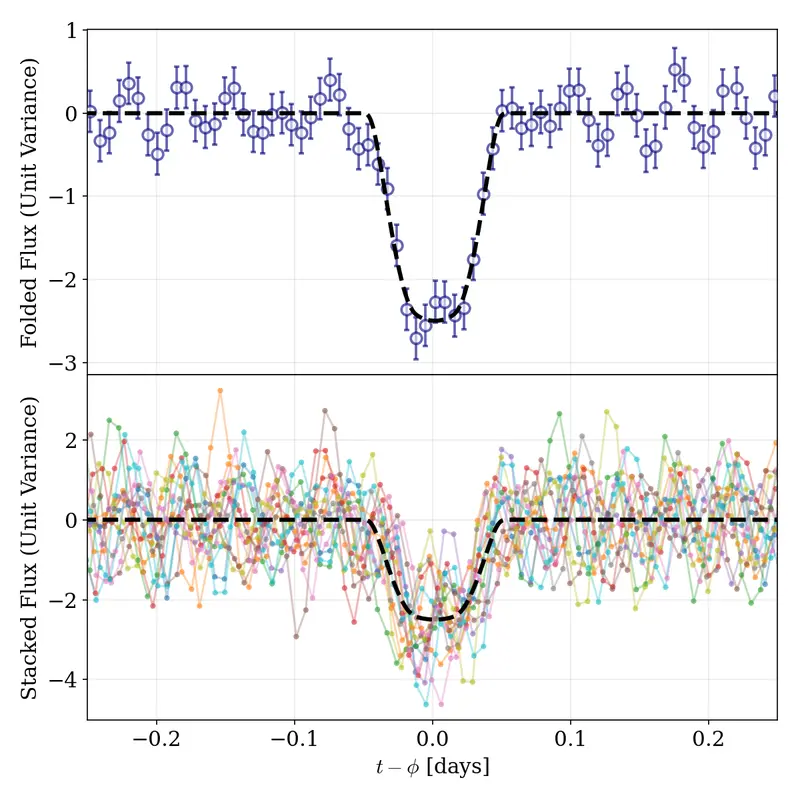 1
0
−1
−2
−3
Folded Flux (Unit Variance)
2
0
−2
−4
Stacked Flux (Unit Variance)
−0.2 −0.1 0.0 0.1 0.2
t − ϕ [days]